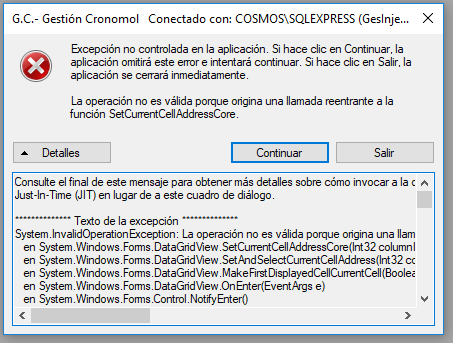 G.C.- Gestión Cronomol   Conectado con: COSMOS\SQLEXPRESS (GesInje...
Excepción no controlada en la aplicación. Si hace clic en Continuar, la
aplicación omitirá este error e intentará continuar. Si hace clic en Salir, la
aplicación se cerrará inmediatamente.
La operación no es válida porque origina una llamada reentrante a la
función SetCurrentCellAddressCore.
Detalles
Continuar
Salir
Consulte el final de este mensaje para obtener más detalles sobre cómo invocar a la
Just-In-Time (JIT) en lugar de a este cuadro de diálogo.
************** Texto de la excepción **************
System.InvalidOperationException: La operación no es válida porque origina una llam
en System.Windows.Forms.DataGridView.SetCurrentCellAddressCore(Int32 column
en System.Windows.Forms.DataGridView.SetAndSelectCurrentCellAddress(Int32 co
en System.Windows.Forms.DataGridView.MakeFirstDisplayedCellCurrentCell(Boolea
en System.Windows.Forms.DataGridView.OnEnter(EventArgs e)
en System.Windows.Forms.Control.NotifyEnter()